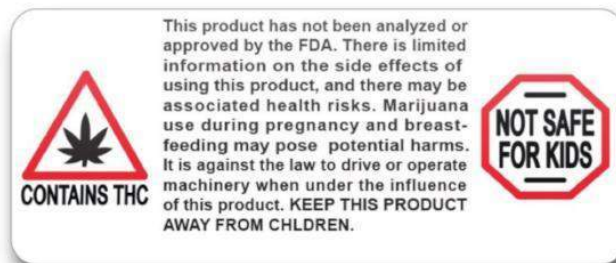 This product has not been analyzed or
approved by the FDA. There is limited
information on the side effects of
using this product, and there may be
associated health risks. Marijuana
use during pregnancy and breast-
feeding may pose potential harms.
It is against the law to drive or operate
machinery when under the influence
of this product. KEEP THIS PRODUCT
AWAY FROM CHLDREN.
CONTAINS THC
NOT SAFE
FOR KIDS